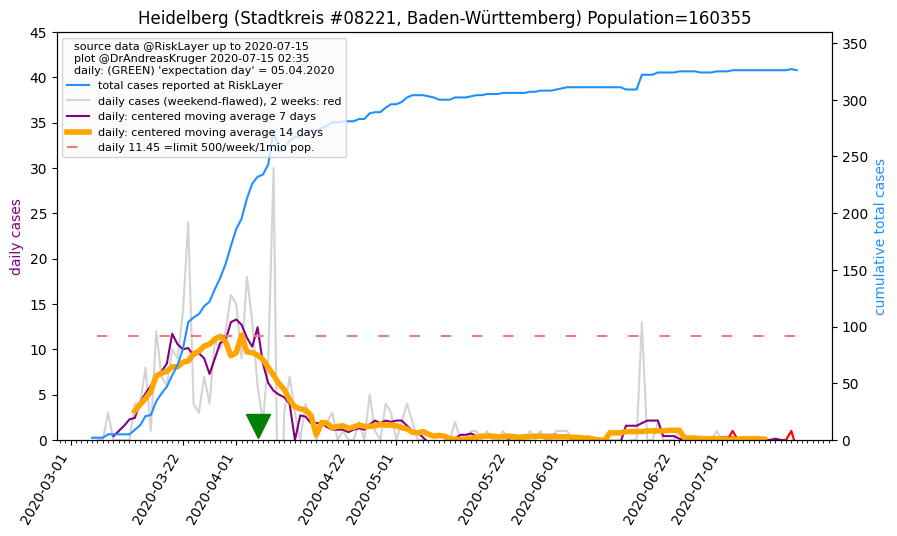 Heidelberg (Stadtkreis #08221, Baden-Württemberg) Population=160355
source data @RiskLayer up to 2020-07-15
plot @DrAndreasKruger 2020-07-15 02:35
daily: (GREEN) 'expectation day' = 05.04.2020
total cases reported at RiskLayer
daily cases (weekend-flawed), 2 weeks: red
daily: centered moving average 7 days
daily: centered moving average 14 days
daily 11.45 =limit 500/week/1mio pop.
daily cases
45
40
35
30
25
20
15
10
5
0
350
300
250
200
150
100
50
0
cumulative total cases
2020-03-01
2020-03-22
2020-04-01
2020-04-22
2020-05-01
2020-05-22
2020-06-01
2020-06-22
2020-07-01